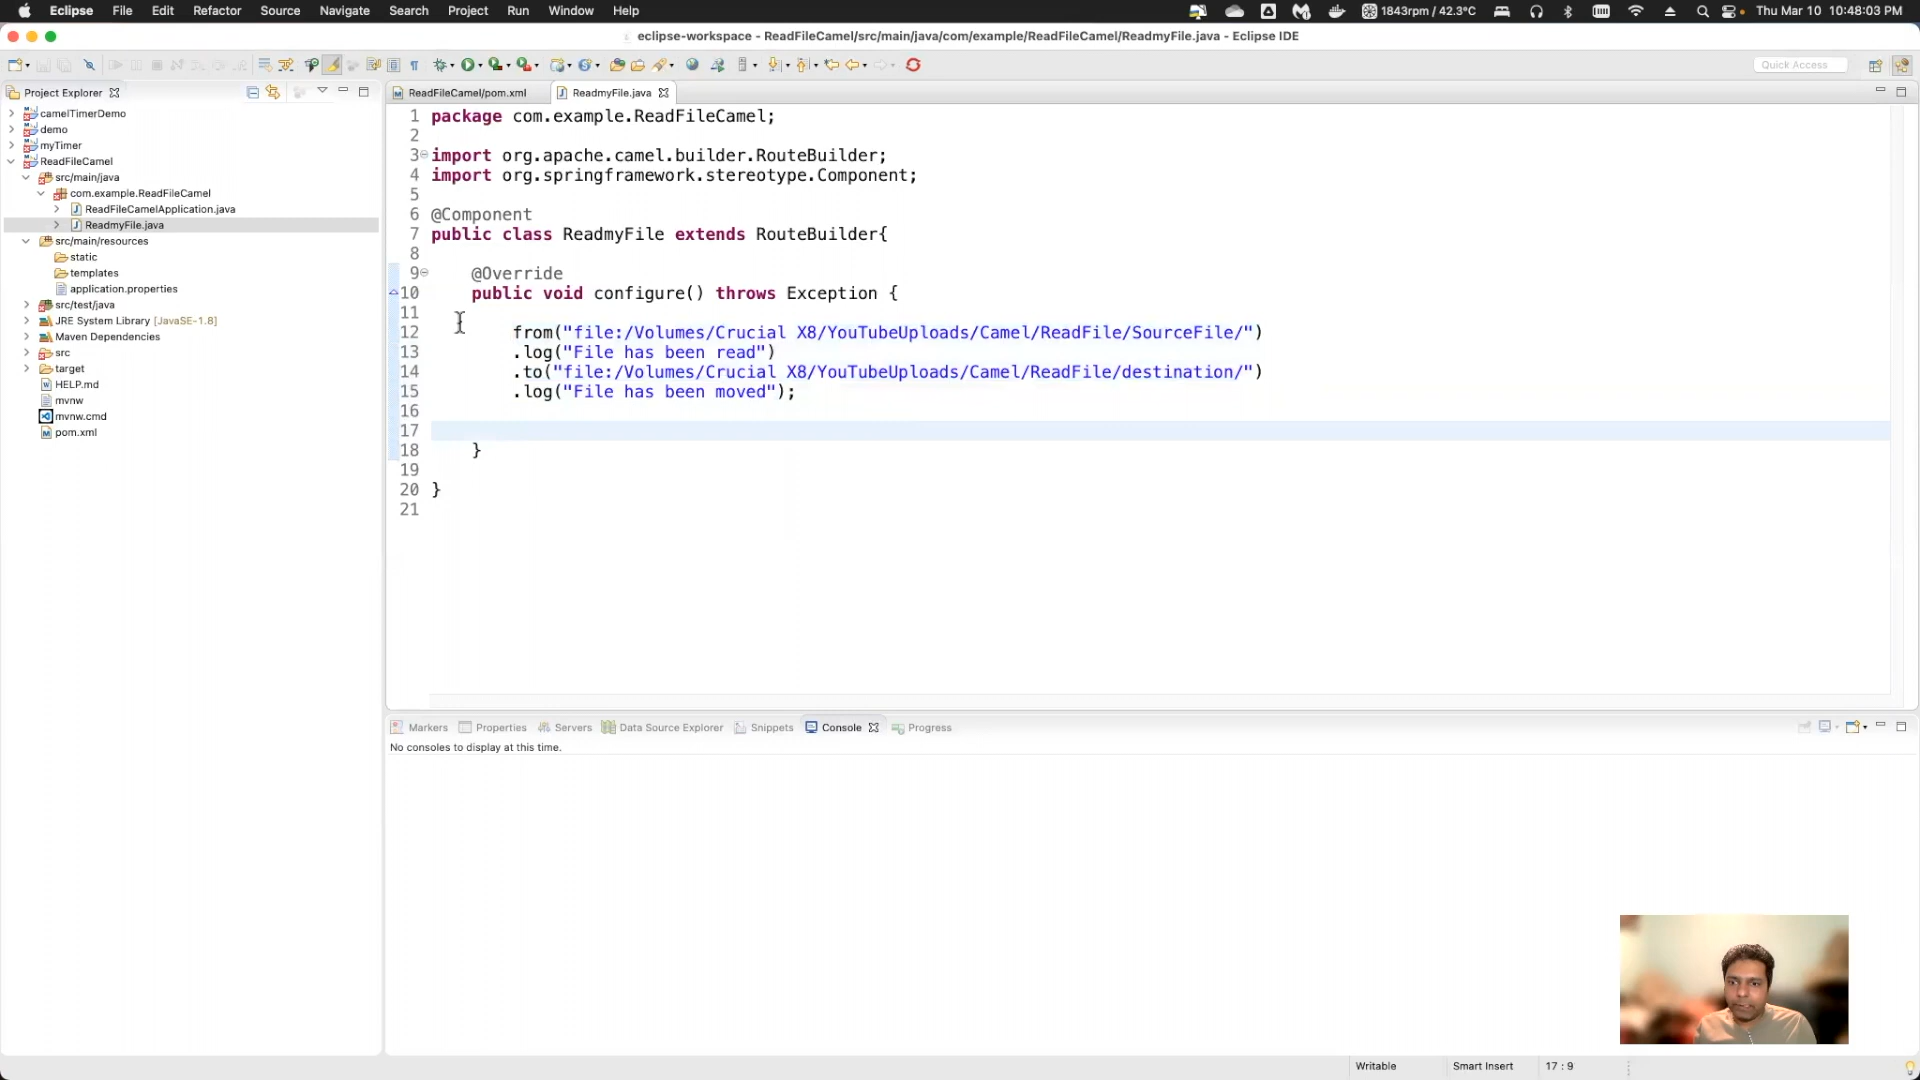 Eclipse File Edit Refactor Source Navigate Search Project Run Window Help 1843rpm / 42.3°C Thu Mar 10 10:48:03 PM
eclipse-workspace - ReadFileCamel/src/main/java/com/example/ReadFileCamel/ReadmyFile.java - Eclipse IDE
Quick Access
Project Explorer
camelTimerDemo
demo
myTimer
ReadFileCamel
src/main/java
com.example.ReadFileCamel
ReadFileCamelApplication.java
ReadmyFile.java
src/main/resources
static
templates
application.properties
src/test/java
JRE System Library [JavaSE-1.8]
Maven Dependencies
src
target
HELP.md
mvnw
mvnw.cmd
pom.xml
ReadFileCamel/pom.xml ReadmyFile.java
1 package com.example.ReadFileCamel;
2
3 import org.apache.camel.builder.RouteBuilder;
4 import org.springframework.stereotype.Component;
5
6 @Component
7 public class ReadmyFile extends RouteBuilder{
8
9 @Override
10 public void configure() throws Exception {
11
12 from("file:/Volumes/Crucial X8/YouTubeUploads/Camel/ReadFile/SourceFile/")
13 .log("File has been read")
14 .to("file:/Volumes/Crucial X8/YouTubeUploads/Camel/ReadFile/destination/")
15 .log("File has been moved");
16
17
18 }
19
20 }
21
Markers Properties Servers Data Source Explorer Snippets Console Progress
No consoles to display at this time.
Writable Smart Insert 17 : 9